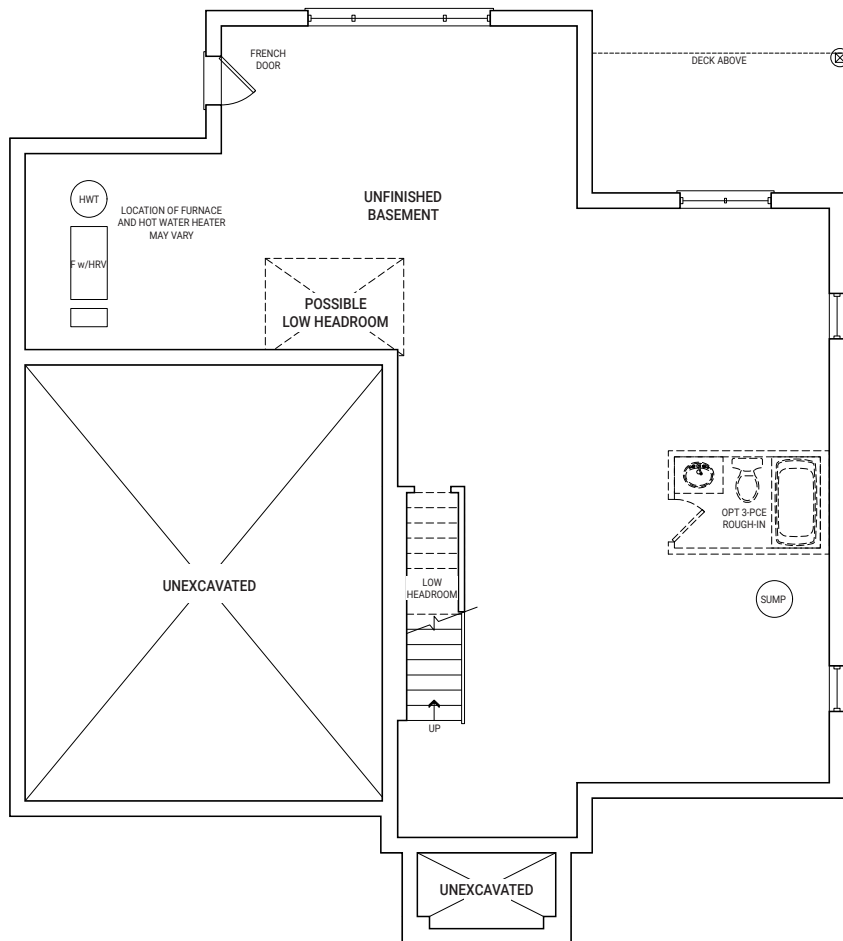 FRENCH
DOOR
DECK ABOVE
HWT
LOCATION OF FURNACE
AND HOT WATER HEATER
MAY VARY
UNFINISHED
BASEMENT
F w/HRV
POSSIBLE
LOW HEADROOM
OPT 3-PCE
ROUGH-IN
UNEXCAVATED
LOW
HEADROOM
SUMP
UP
UNEXCAVATED